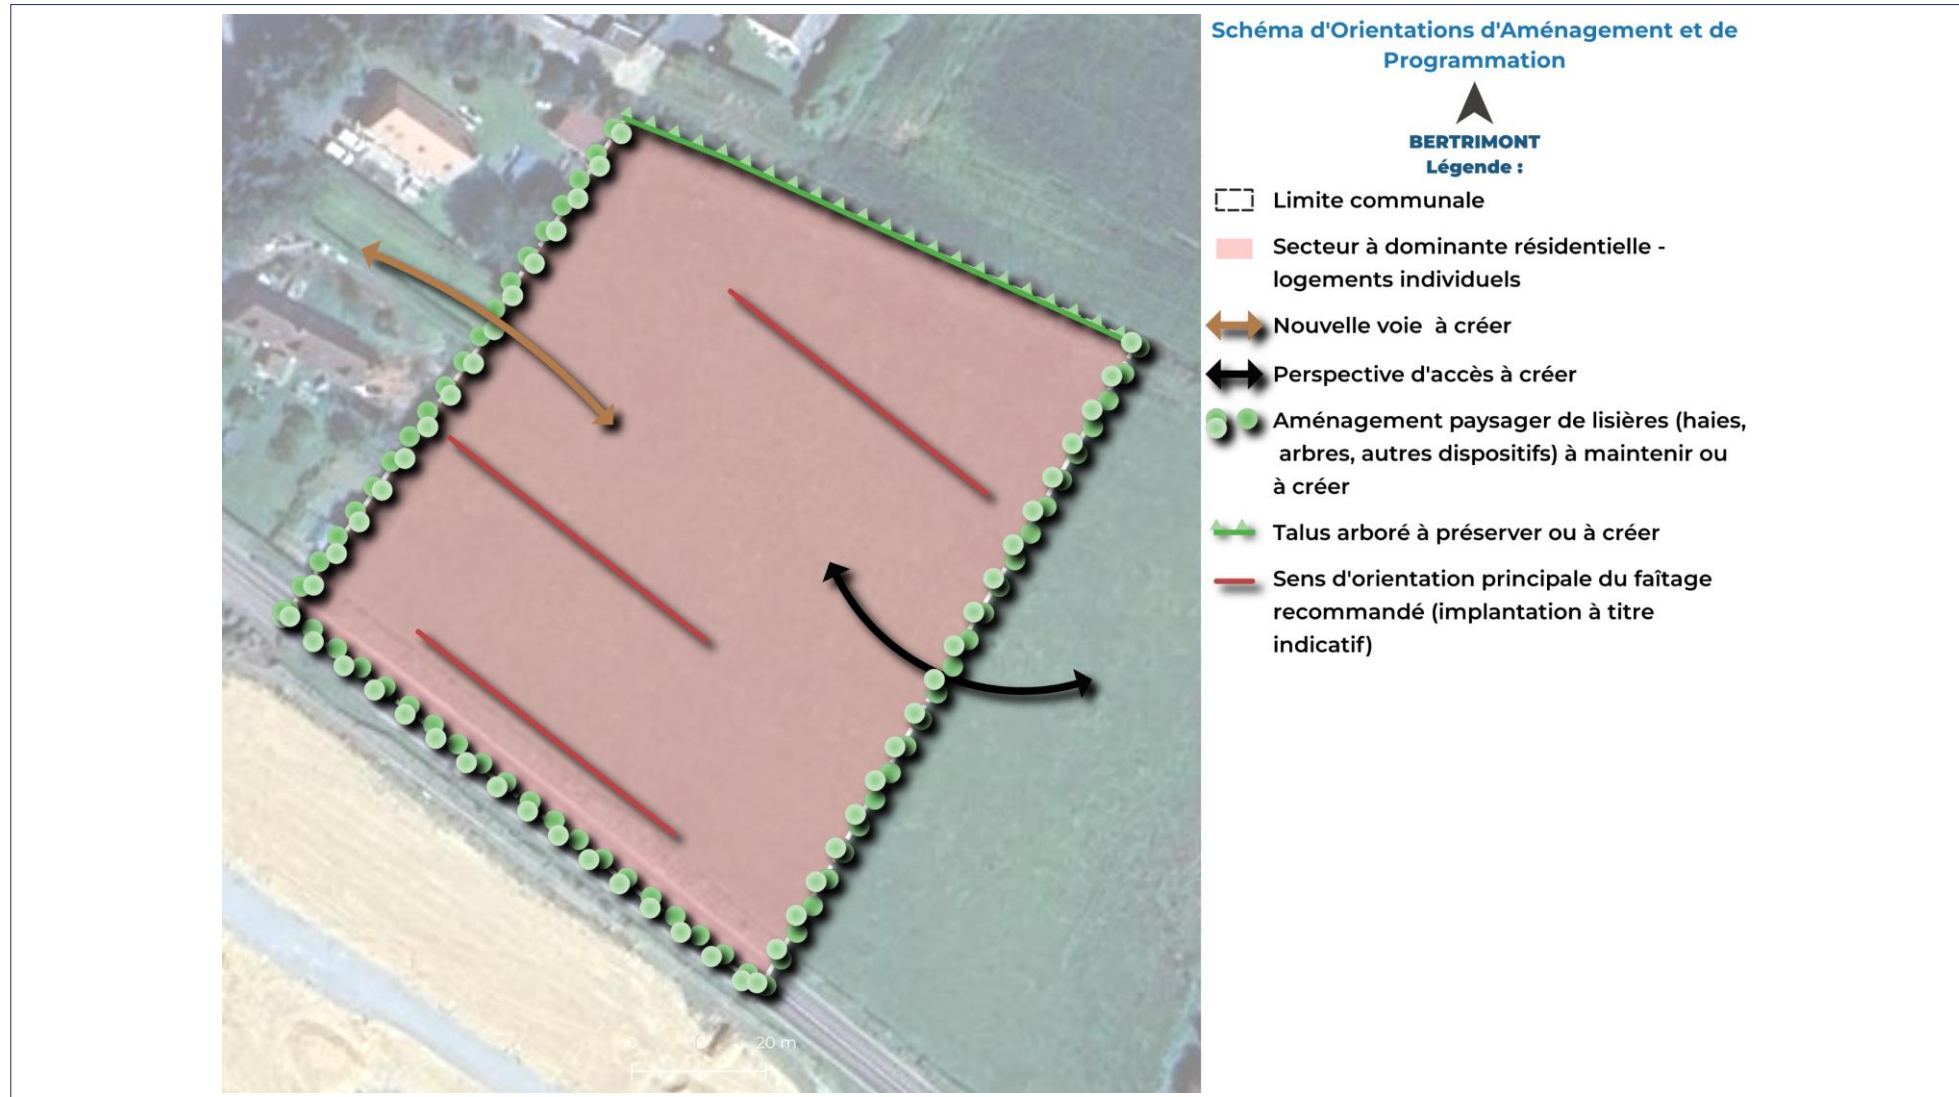 Schéma d'Orientations d'Aménagement et de
Programmation
BERTRIMONT
Légende :
Limite communale
Secteur à dominante résidentielle -
logements individuels
Nouvelle voie à créer
Perspective d'accès à créer
Aménagement paysager de lisières (haies,
arbres, autres dispositifs) à maintenir ou
à créer
Talus arboré à préserver ou à créer
Sens d'orientation principale du faîtage
recommandé (implantation à titre
indicatif)
0 10 20 m